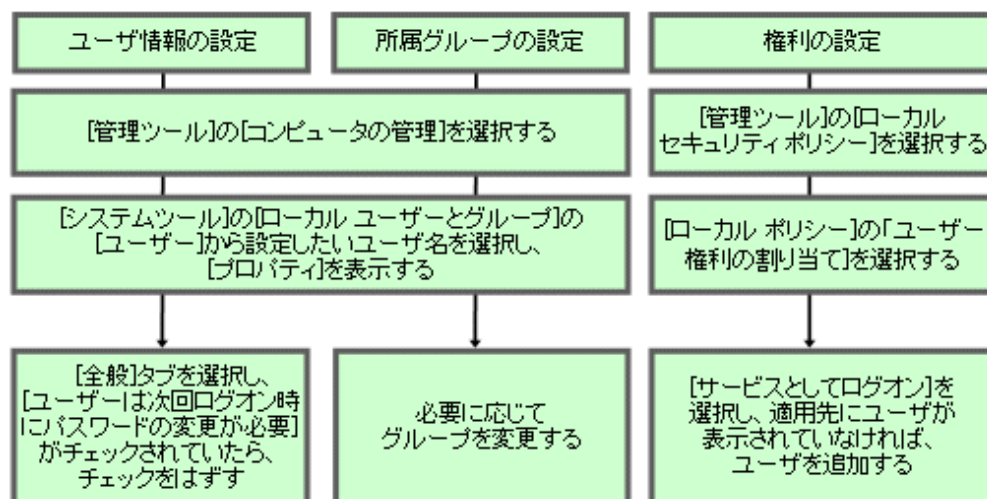 ユーザ情報の設定
所属グループの設定
権利の設定
[管理ツール]の[コンピュータの管理]を選択する
[管理ツール]の[ローカル
セキュリティポリシー]を選択する
[システムツール]の[ローカル ユーザーとグループ]の
[ユーザー]から設定したいユーザ名を選択し、
[プロパティ]を表示する
[ローカル ポリシー]の「ユーザー
権利の割り当て]を選択する
[全般]タブを選択し、
[ユーザーは次回ログオン時
にパスワードの変更が必要]
がチェックされていたら、
チェックをはずす
必要に応じて
グループを変更する
[サービスとしてログオン]を
選択し、適用先にユーザが
表示されていなければ、
ユーザを追加する